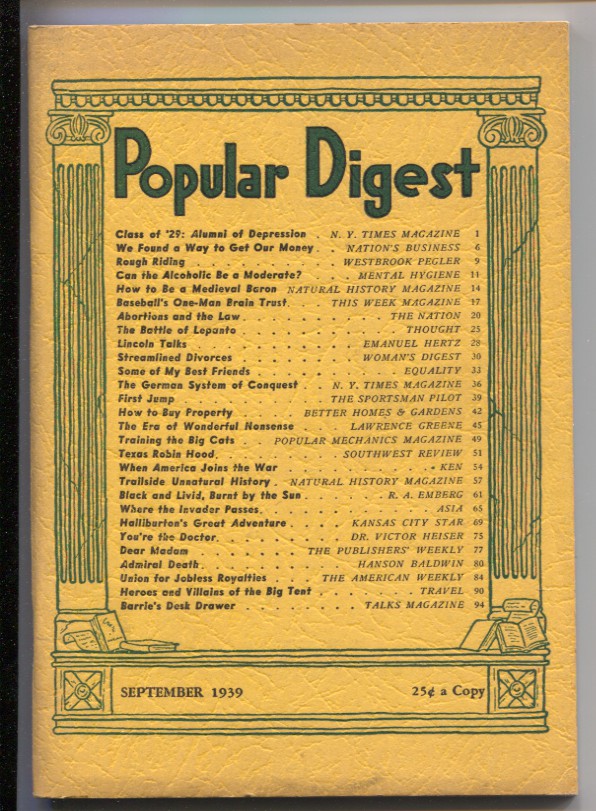 Popular Digest
Class of '29: Alumni of Depression . N. Y. TIMES MAGAZINE 1
We Found a Way to Get Our Money . . NATION'S BUSINESS 6
Rough Riding . . . . . . . . . . WESTBROOK PEGLER 9
Can the Alcoholic Be a Moderate? . . . MENTAL HYGIENE 11
How to Be a Medieval Baron NATURAL HISTORY MAGAZINE 14
Baseball's One-Man Brain Trust . . THIS WEEK MAGAZINE 17
Abortions and the Law . . . . . . . . . THE NATION 20
The Battle of Lepanto . . . . . . . . . . THOUGHT 25
Lincoln Talks . . . . . . . . . . EMANUEL HERTZ 28
Streamlined Divorces . . . . . . . WOMAN'S DIGEST 30
Some of My Best Friends . . . . . . . . . EQUALITY 33
The German System of Conquest . N. Y. TIMES MAGAZINE 36
First Jump . . . . . . . . . THE SPORTSMAN PILOT 39
How to Buy Property . . . BETTER HOMES & GARDENS 42
The Era of Wonderful Nonsense . . . LAWRENCE GREENE 45
Training the Big Cats . . POPULAR MECHANICS MAGAZINE 49
Texas Robin Hood . . . . . . . . SOUTHWEST REVIEW 51
When America Joins the War . . . . . . . . . KEN 54
Trailside Unnatural History . NATURAL HISTORY MAGAZINE 57
Black and Livid, Burnt by the Sun . . . . . R. A. EMBERG 61
Where the Invader Passes . . . . . . . . . . . ASIA 65
Halliburton's Great Adventure . . . . KANSAS CITY STAR 69
You're the Doctor . . . . . . . . DR. VICTOR HEISER 75
Dear Madam . . . . . . . THE PUBLISHERS' WEEKLY 77
Admiral Death . . . . . . . . . . HANSON BALDWIN 80
Union for Jobless Royalties . . . THE AMERICAN WEEKLY 84
Heroes and Villains of the Big Tent . . . . . . . TRAVEL 90
Barrie's Desk Drawer . . . . . . . . TALKS MAGAZINE 94
SEPTEMBER 1939 25¢ a Copy